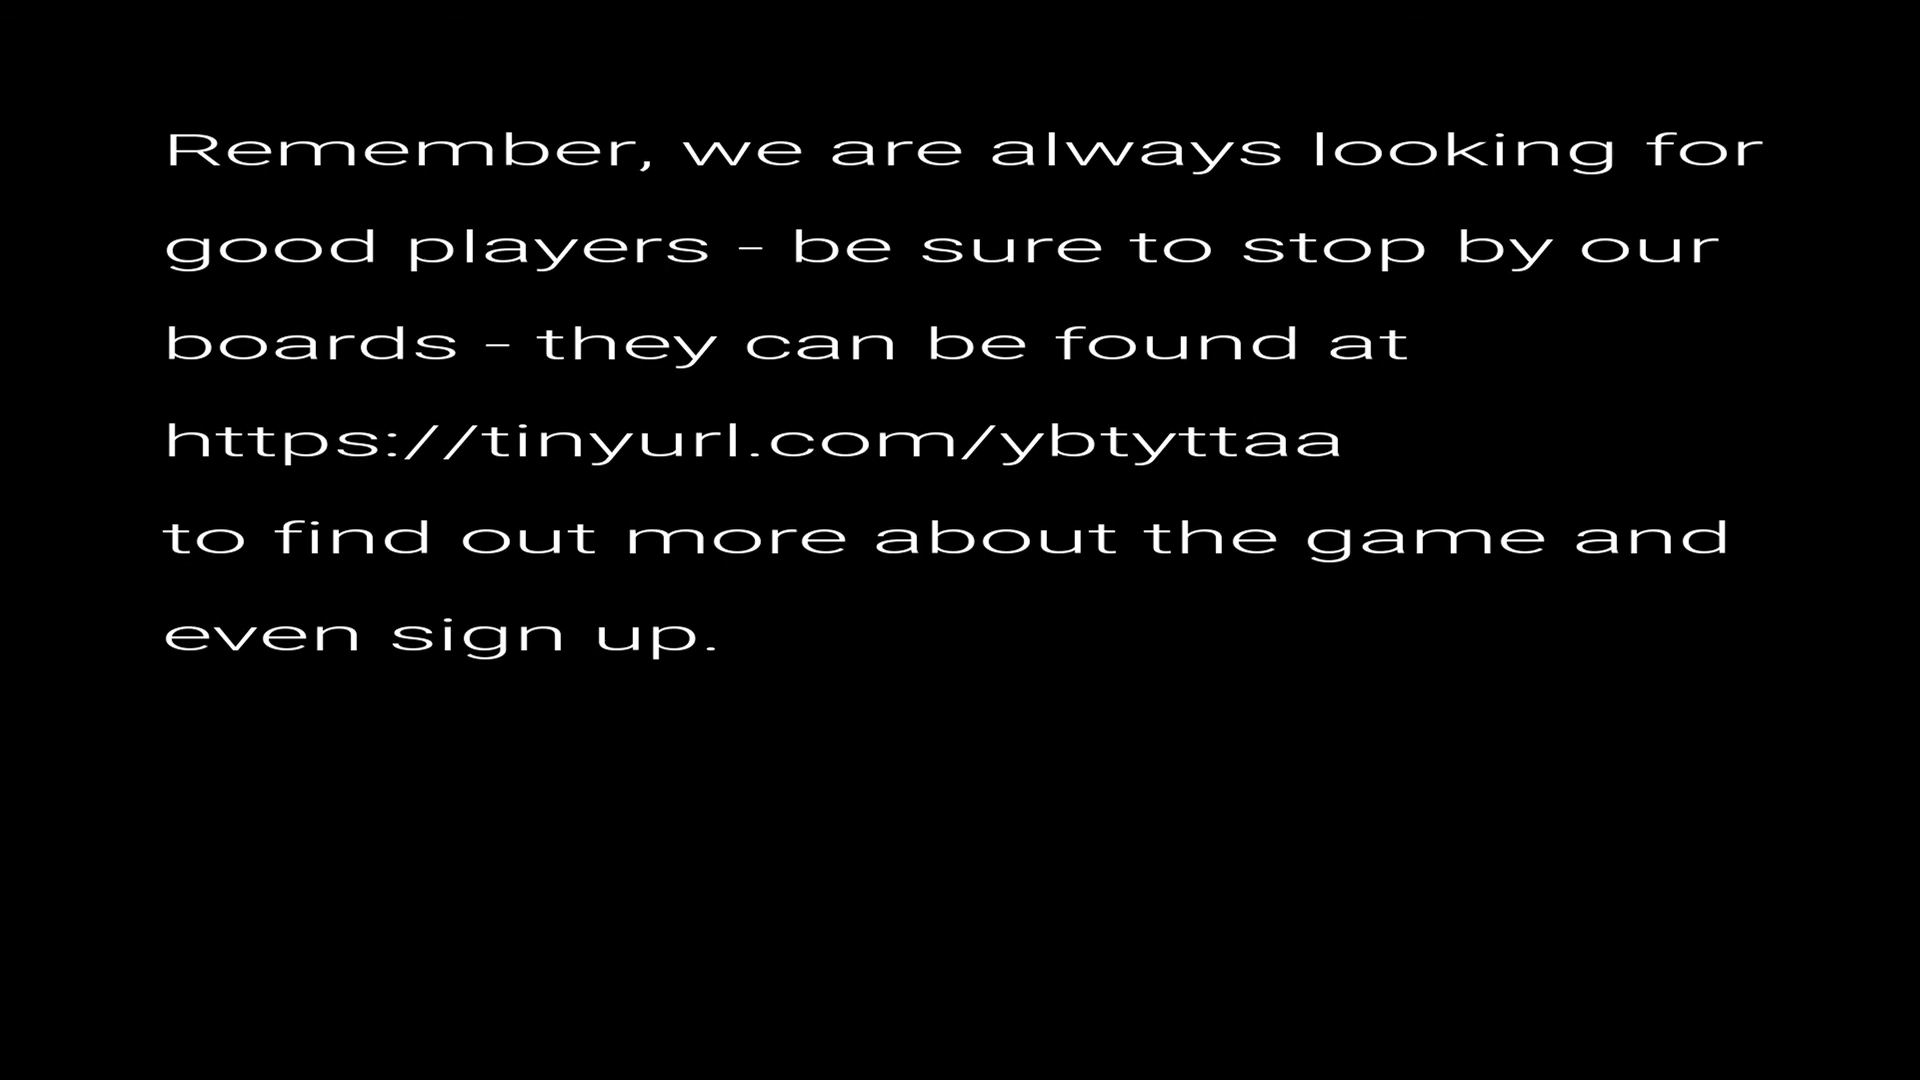 Remember, we are always looking for
good players - be sure to stop by our
boards - they can be found at
https://tinyurl.com/ybtyttaa
to find out more about the game and
even sign up.